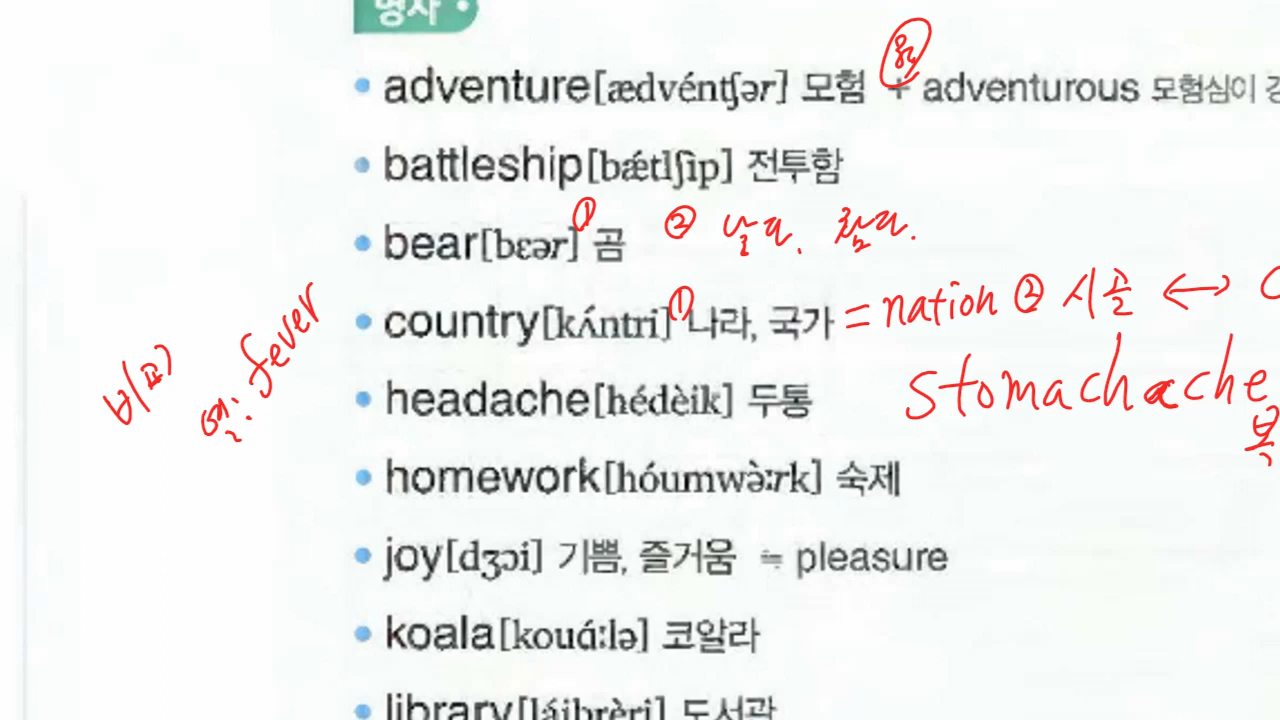 명사 •
• adventure[ædvéntʃər] 모험 형 + adventurous 모험심이
• battleship[bǽtlʃìp] 전투함
• bear[bɛər] ① 곰 ② 낳다. 참다.
• country[kʌ́ntri] ① 나라, 국가 = nation ② 시골 ↔
• headache[hédèik] 두통 stomachache
비교
열: fever
• homework[hóumwə̀ːrk] 숙제
• joy[dʒɔi] 기쁨, 즐거움 ≒ pleasure
• koala[kouɑ́ːlə] 코알라
• library[láibrèri] 도서관